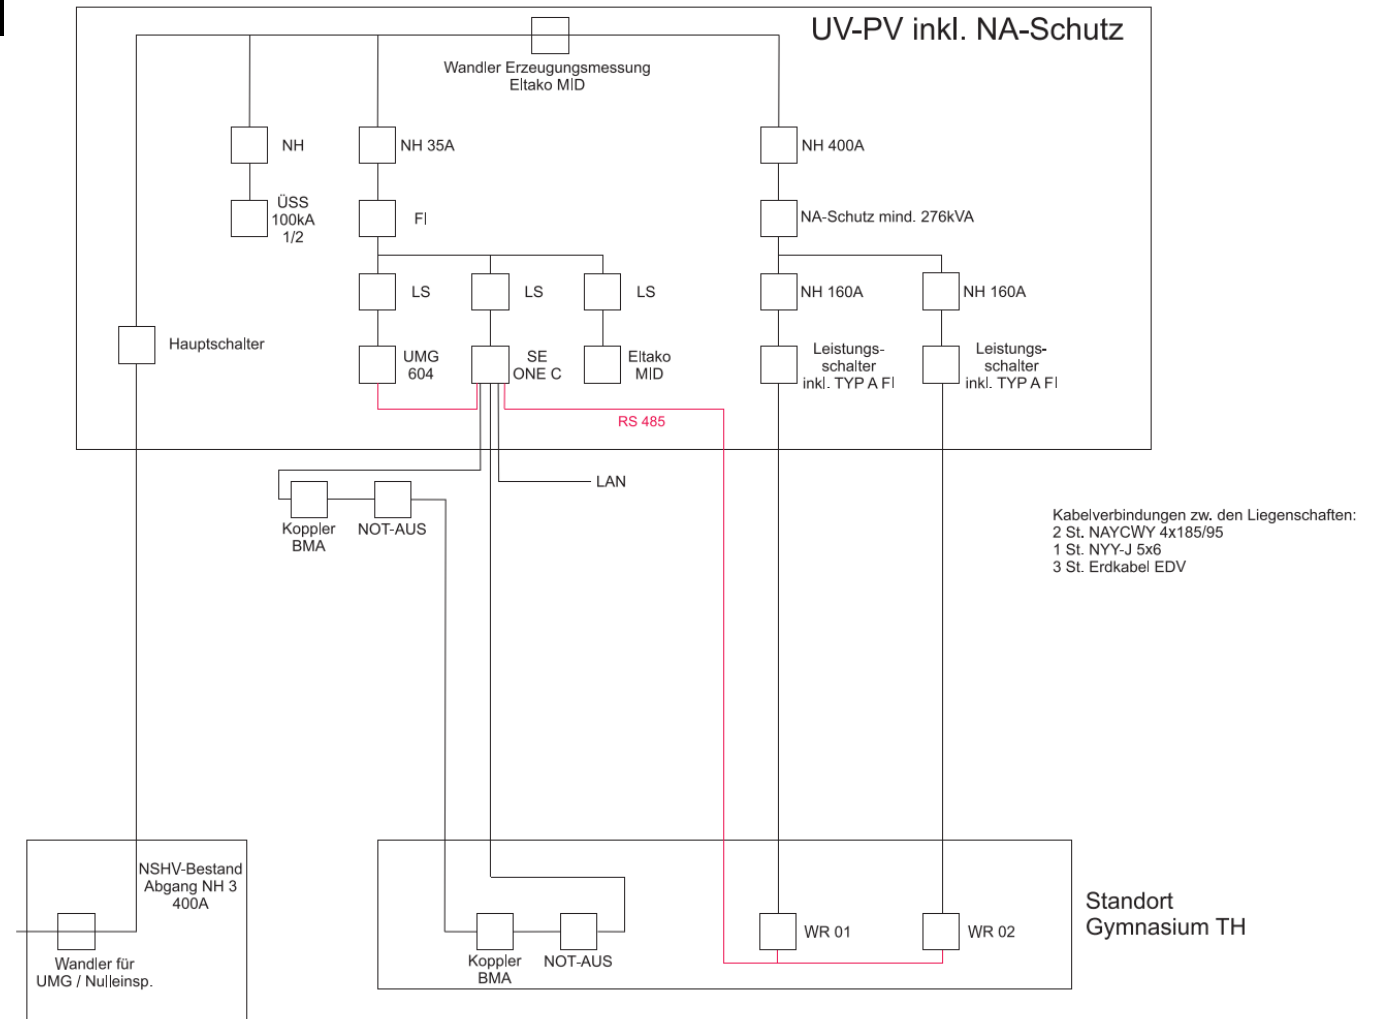 UV-PV inkl. NA-Schutz
Wandler Erzeugungsmessung
Eltako MID
NH
NH 35A
NH 400A
ÜSS
100kA
1/2
FI
NA-Schutz mind. 276kVA
LS
LS
LS
NH 160A
NH 160A
Hauptschalter
UMG
604
SE
ONE C
Eltako
MID
Leistungs-
schalter
inkl. TYP A FI
Leistungs-
schalter
inkl. TYP A FI
RS 485
LAN
Koppler
BMA
NOT-AUS
Kabelverbindungen zw. den Liegenschaften:
2 St. NAYCWY 4x185/95
1 St. NYY-J 5x6
3 St. Erdkabel EDV
NSHV-Bestand
Abgang NH 3
400A
Wandler für
UMG / Nulleinsp.
Koppler
BMA
NOT-AUS
WR 01
WR 02
Standort
Gymnasium TH